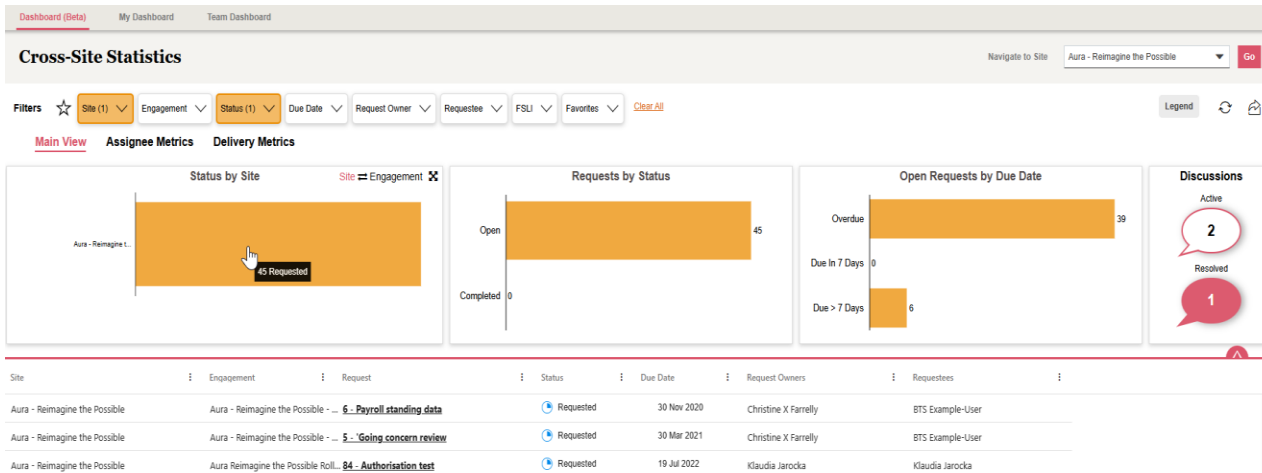 Dashboard (Beta) My Dashboard Team Dashboard
Cross-Site Statistics
Navigate to Site Aura - Reimagine the Possible Go
Filters Site (1) Engagement Status (1) Due Date Request Owner Requestee FSLI Favorites Clear All Legend
Main View Assignee Metrics Delivery Metrics
Status by Site Site Engagement
Aura - Reimagine t...
45 Requested
Requests by Status
Open 45
Completed 0
Open Requests by Due Date
Overdue 39
Due In 7 Days 0
Due > 7 Days 6
Discussions
Active
2
Resolved
1
Site Engagement Request Status Due Date Request Owners Requestees
Aura - Reimagine the Possible Aura - Reimagine the Possible - ... 6 - Payroll standing data Requested 30 Nov 2020 Christine X Farrelly BTS Example-User
Aura - Reimagine the Possible Aura - Reimagine the Possible - ... 5 - 'Going concern review Requested 30 Mar 2021 Christine X Farrelly BTS Example-User
Aura - Reimagine the Possible Aura Reimagine the Possible Roll... 84 - Authorisation test Requested 19 Jul 2022 Klaudia Jarocka Klaudia Jarocka